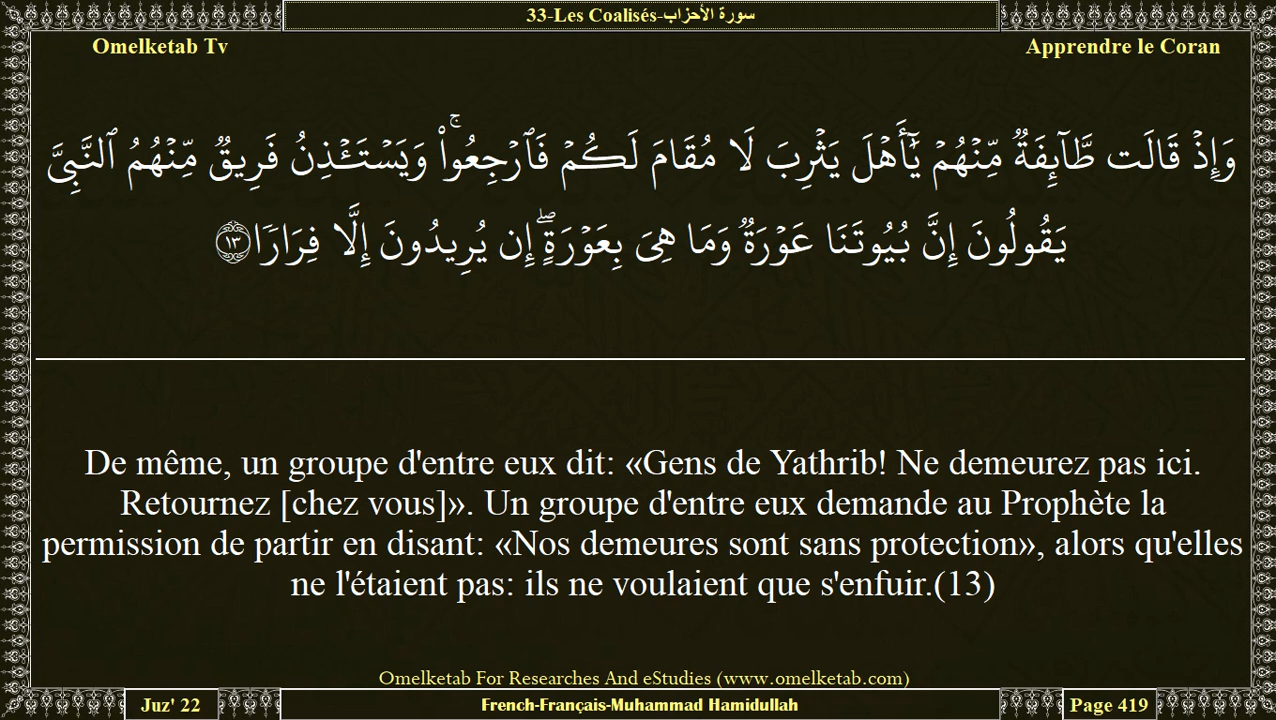 33-Les Coalisés-سورة الأحزاب
Omelketab Tv
Apprendre le Coran
وَإِذۡ قَالَت طَّآئِفَةٞ مِّنۡهُمۡ يَٰٓأَهۡلَ يَثۡرِبَ لَا مُقَامَ لَكُمۡ فَٱرۡجِعُواْۚ وَيَسۡتَـٔۡذِنُ فَرِيقٞ مِّنۡهُمُ ٱلنَّبِيَّ
يَقُولُونَ إِنَّ بُيُوتَنَا عَوۡرَةٞ وَمَا هِيَ بِعَوۡرَةٍۖ إِن يُرِيدُونَ إِلَّا فِرَارٗا ١٣
De même, un groupe d'entre eux dit: «Gens de Yathrib! Ne demeurez pas ici.
Retournez [chez vous]». Un groupe d'entre eux demande au Prophète la
permission de partir en disant: «Nos demeures sont sans protection», alors qu'elles
ne l'étaient pas: ils ne voulaient que s'enfuir.(13)
Omelketab For Researches And eStudies (www.omelketab.com)
Juz' 22
French-Français-Muhammad Hamidullah
Page 419